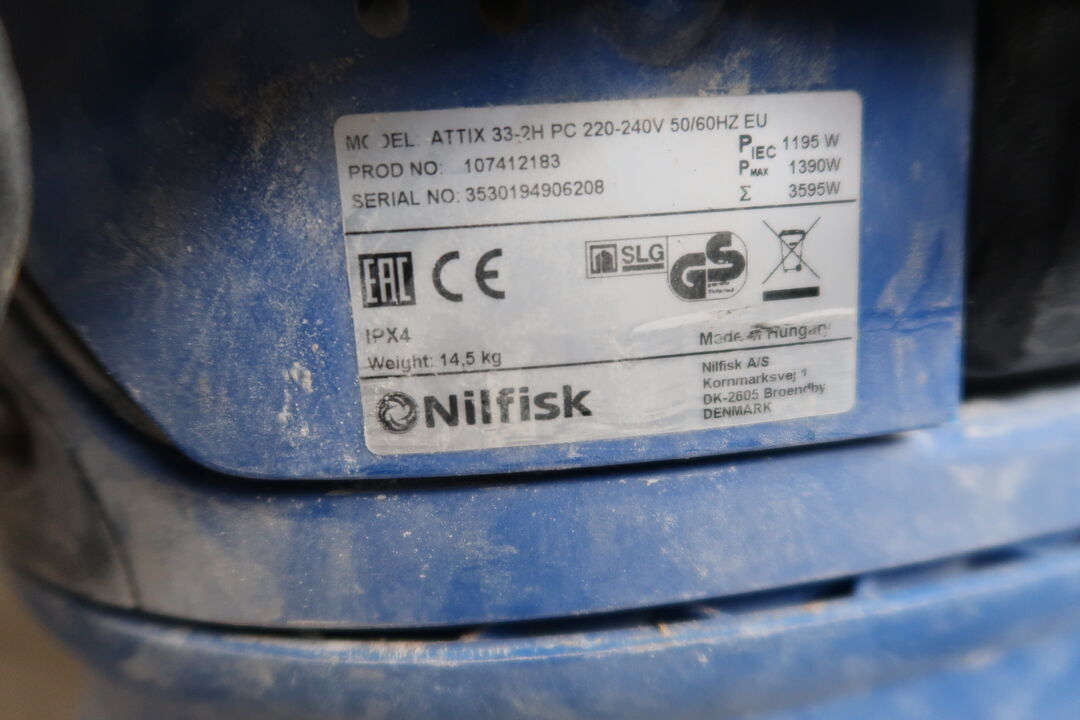 MODEL: ATTIX 33-2H PC 220-240V 50/60HZ EU
PROD NO: 107412183
SERIAL NO: 3530194906208
PIEC 1195 W
PMAX 1390W
Σ 3595W
EAC CE
SLG
GS
IPX4
Made in Hungary
Weight: 14,5 kg
Nilfisk
Nilfisk A/S
Kornmarksvej 1
DK-2605 Broendby
DENMARK